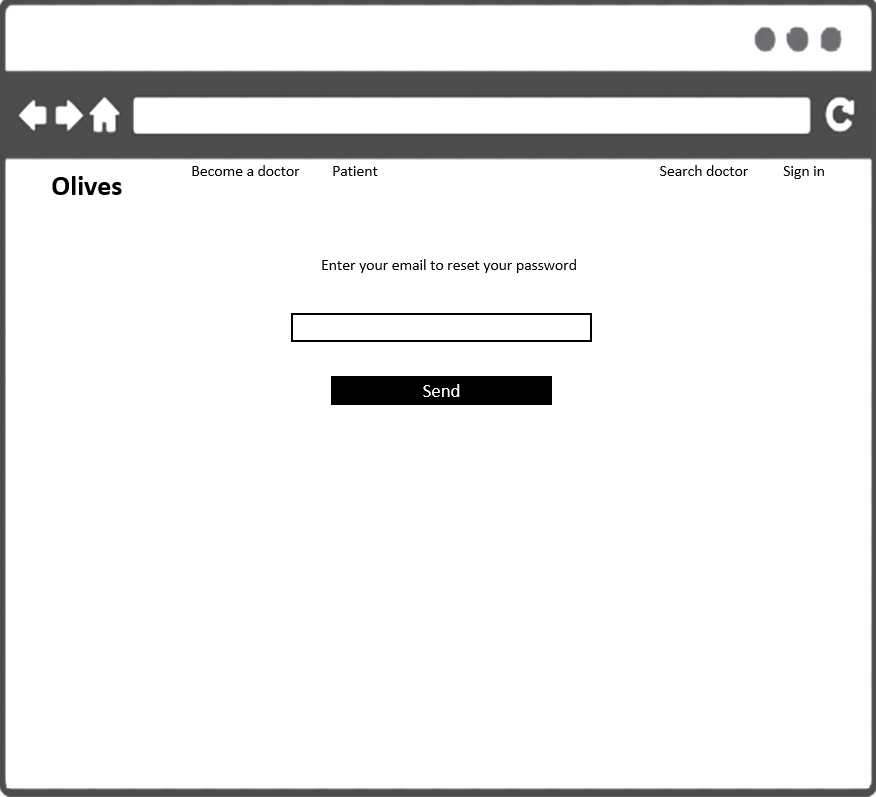 Olives
Become a doctor
Patient
Search doctor
Sign in
Enter your email to reset your password
Send